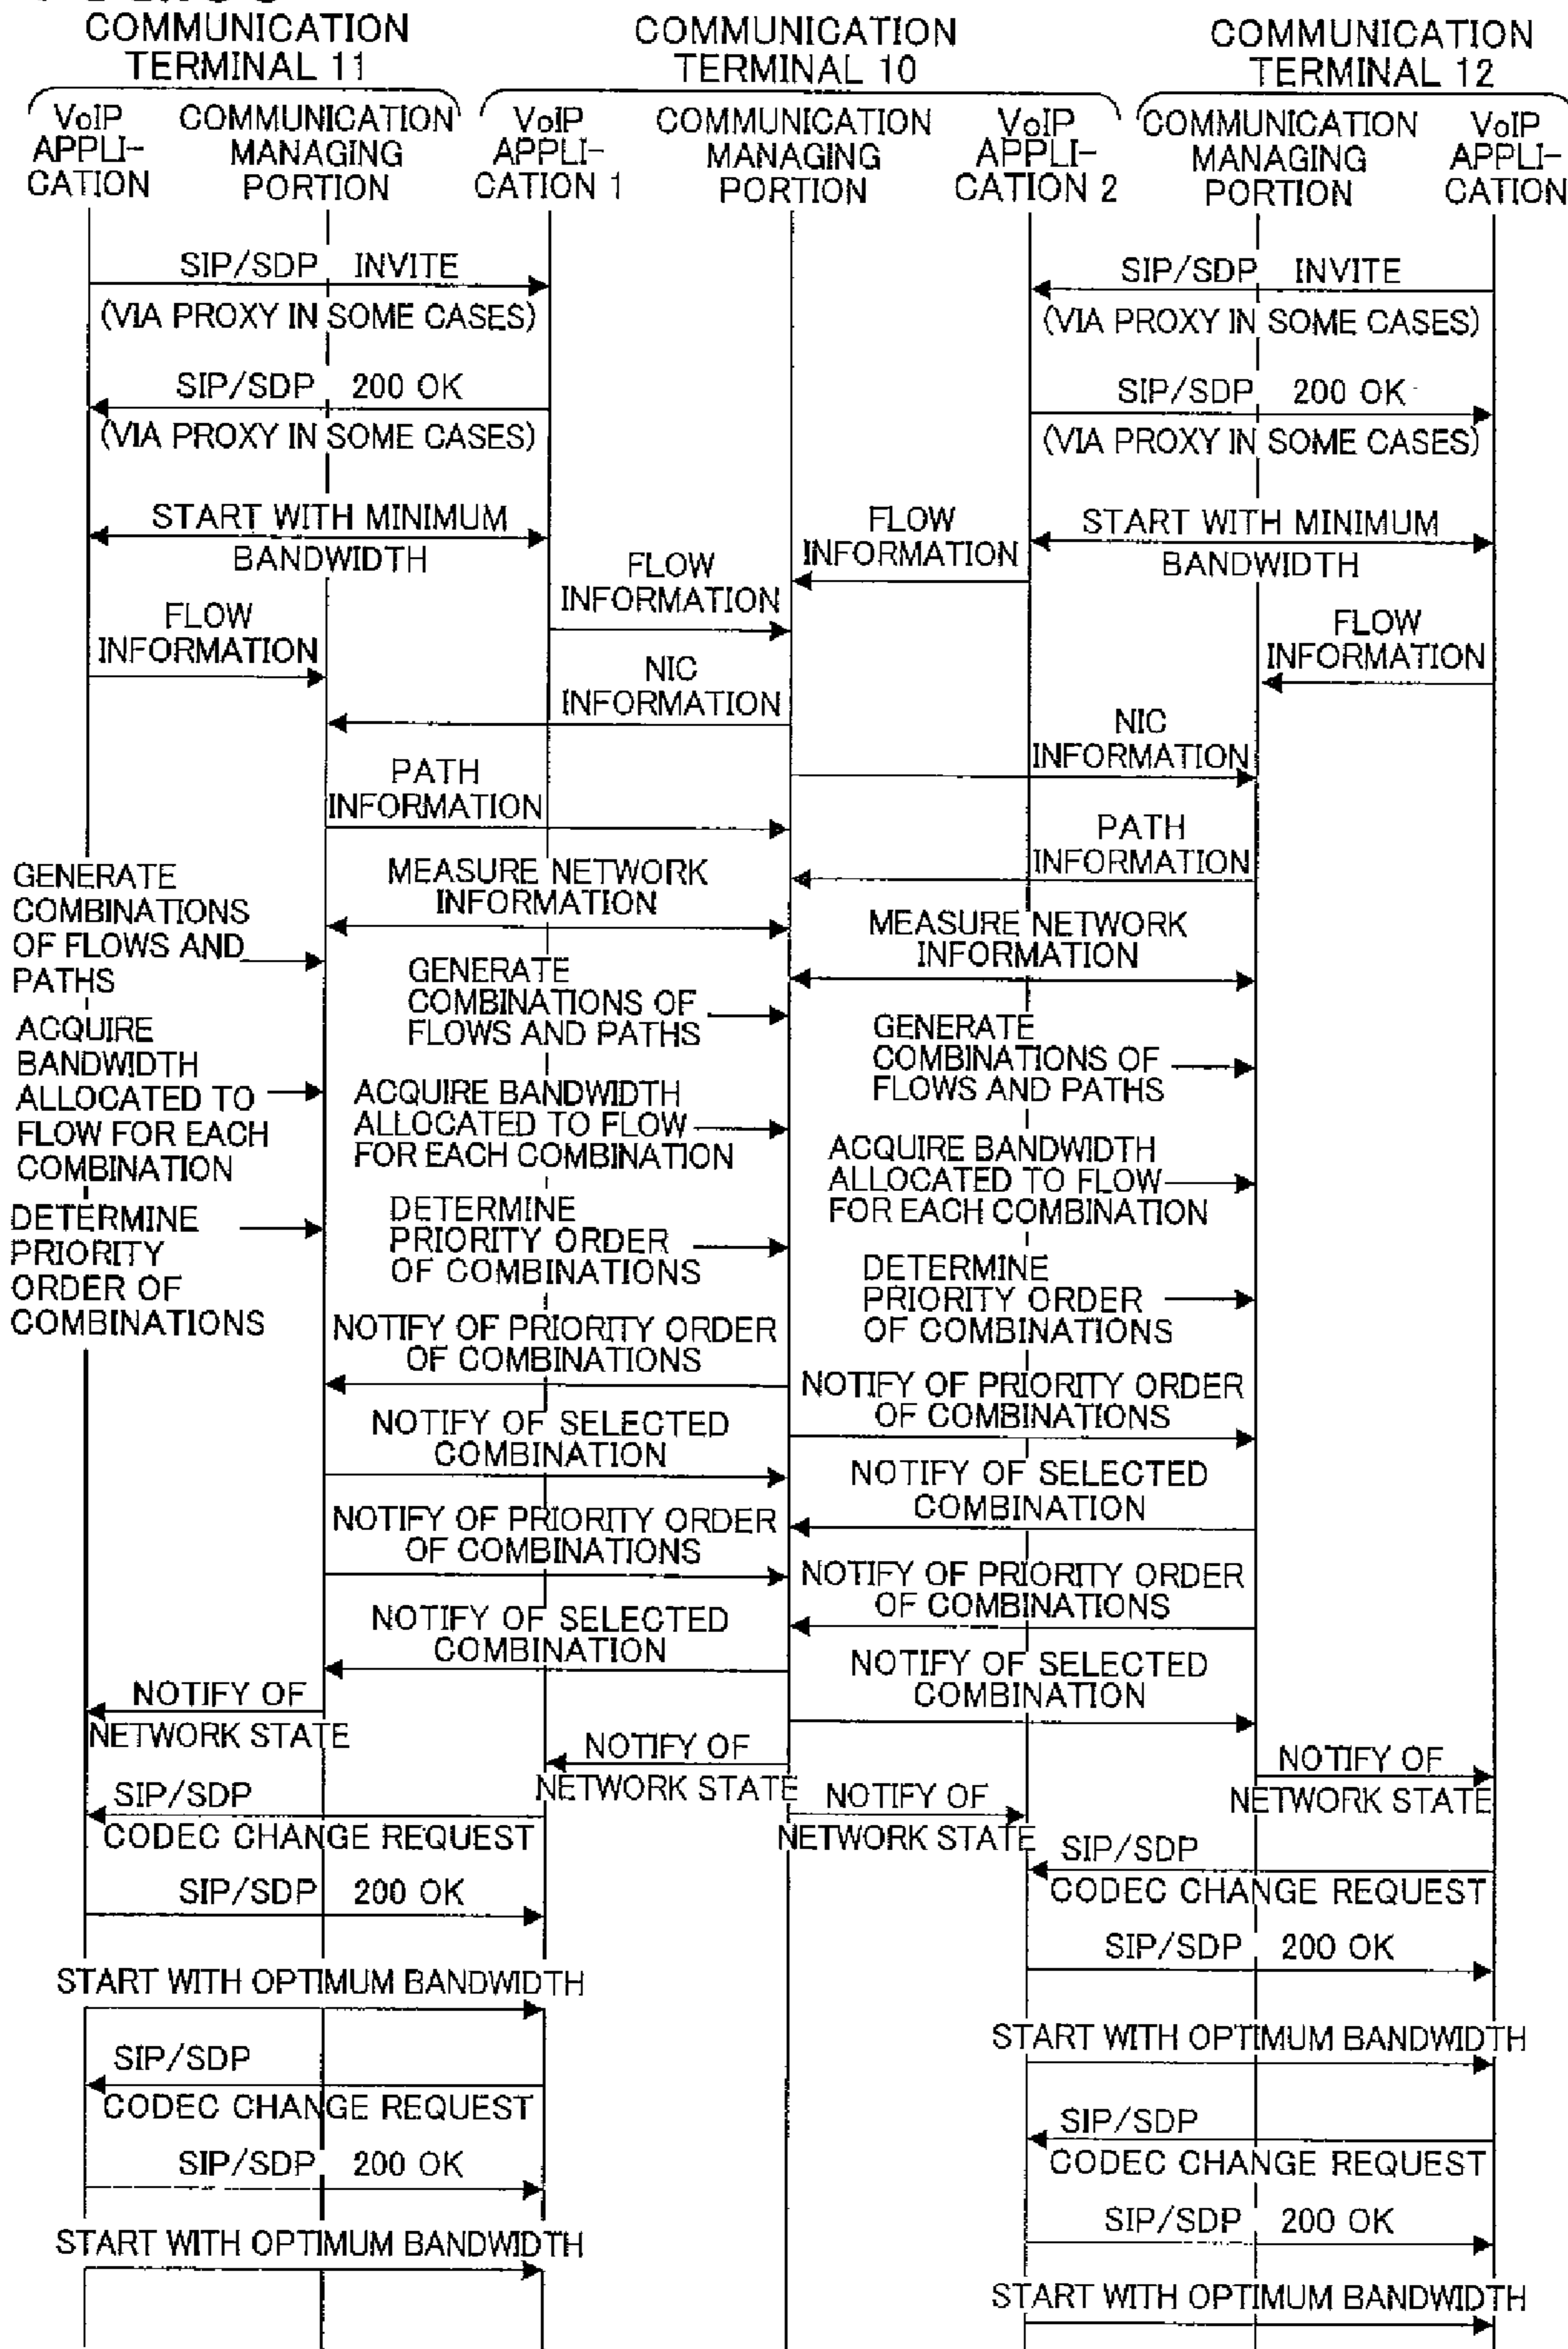 COMMUNICATION
TERMINAL 11
COMMUNICATION
TERMINAL 10
COMMUNICATION
TERMINAL 12
VoIP
APPLI-
CATION
COMMUNICATION
MANAGING
PORTION
VoIP
APPLI-
CATION 1
COMMUNICATION
MANAGING
PORTION
VoIP
APPLI-
CATION 2
COMMUNICATION
MANAGING
PORTION
VoIP
APPLI-
CATION
SIP/SDP INVITE
(VIA PROXY IN SOME CASES)
SIP/SDP INVITE
(VIA PROXY IN SOME CASES)
SIP/SDP 200 OK
(VIA PROXY IN SOME CASES)
SIP/SDP 200 OK
(VIA PROXY IN SOME CASES)
START WITH MINIMUM
BANDWIDTH
FLOW
INFORMATION
START WITH MINIMUM
BANDWIDTH
FLOW
INFORMATION
FLOW
INFORMATION
FLOW
INFORMATION
NIC
INFORMATION
NIC
INFORMATION
PATH
INFORMATION
PATH
INFORMATION
MEASURE NETWORK
INFORMATION
MEASURE NETWORK
INFORMATION
GENERATE
COMBINATIONS
OF FLOWS AND
PATHS
GENERATE
COMBINATIONS OF
FLOWS AND PATHS
GENERATE
COMBINATIONS OF
FLOWS AND PATHS
ACQUIRE
BANDWIDTH
ALLOCATED TO
FLOW FOR EACH
COMBINATION
ACQUIRE BANDWIDTH
ALLOCATED TO FLOW
FOR EACH COMBINATION
ACQUIRE BANDWIDTH
ALLOCATED TO FLOW
FOR EACH COMBINATION
DETERMINE
PRIORITY
ORDER OF
COMBINATIONS
DETERMINE
PRIORITY ORDER
OF COMBINATIONS
DETERMINE
PRIORITY ORDER
OF COMBINATIONS
NOTIFY OF PRIORITY ORDER
OF COMBINATIONS
NOTIFY OF PRIORITY ORDER
OF COMBINATIONS
NOTIFY OF SELECTED
COMBINATION
NOTIFY OF SELECTED
COMBINATION
NOTIFY OF PRIORITY ORDER
OF COMBINATIONS
NOTIFY OF PRIORITY ORDER
OF COMBINATIONS
NOTIFY OF SELECTED
COMBINATION
NOTIFY OF SELECTED
COMBINATION
NOTIFY OF
NETWORK STATE
NOTIFY OF
NETWORK STATE
NOTIFY OF
NETWORK STATE
NOTIFY OF
NETWORK STATE
SIP/SDP
CODEC CHANGE REQUEST
SIP/SDP
CODEC CHANGE REQUEST
SIP/SDP 200 OK
SIP/SDP 200 OK
START WITH OPTIMUM BANDWIDTH
START WITH OPTIMUM BANDWIDTH
SIP/SDP
CODEC CHANGE REQUEST
SIP/SDP
CODEC CHANGE REQUEST
SIP/SDP 200 OK
SIP/SDP 200 OK
START WITH OPTIMUM BANDWIDTH
START WITH OPTIMUM BANDWIDTH